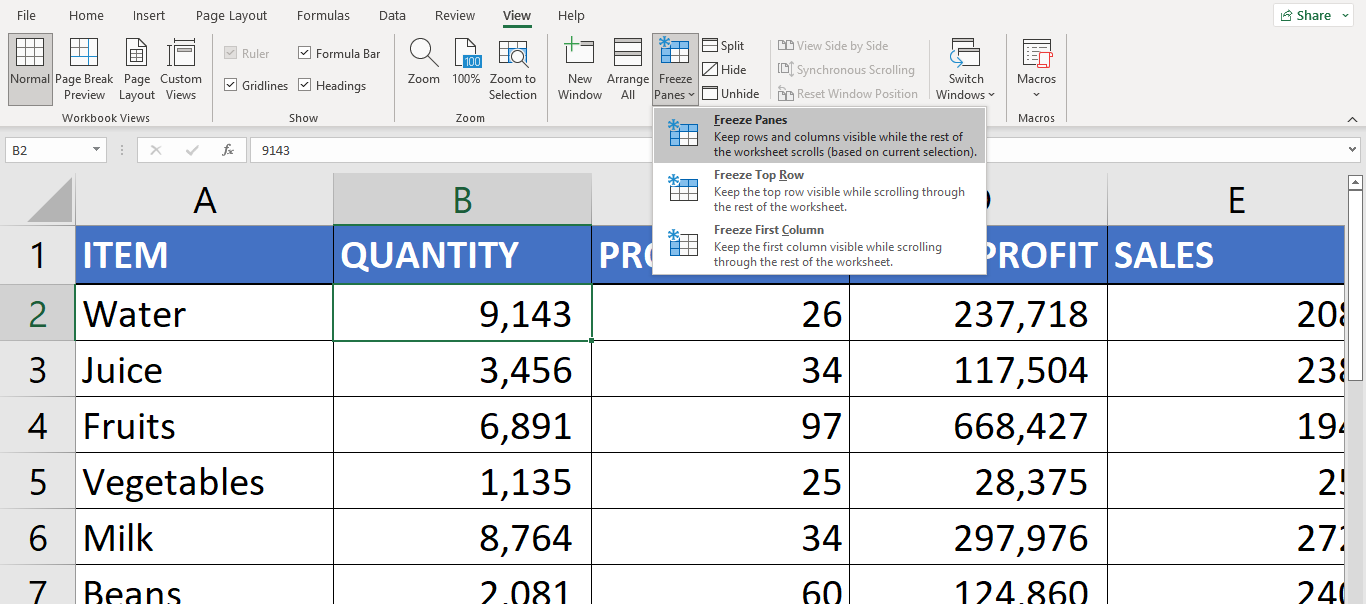 File Home Insert Page Layout Formulas Data Review View Help Share
Normal Page Break Preview Page Layout Custom Views
Workbook Views
Ruler Formula Bar
Gridlines Headings
Show
Zoom 100% 100 Zoom to Selection
Zoom
New Window Arrange All Freeze Panes
Split
Hide
Unhide
View Side by Side
Synchronous Scrolling
Reset Window Position
Switch Windows
Macros
Macros
Freeze Panes
Keep rows and columns visible while the rest of
the worksheet scrolls (based on current selection).
Freeze Top Row
Keep the top row visible while scrolling through
the rest of the worksheet.
Freeze First Column
Keep the first column visible while scrolling
through the rest of the worksheet.
B2 fx 9143
A B E
1 ITEM QUANTITY PROFIT SALES
2 Water 9,143 26 237,718 208
3 Juice 3,456 34 117,504 238
4 Fruits 6,891 97 668,427 194
5 Vegetables 1,135 25 28,375 25
6 Milk 8,764 34 297,976 272
7 Beans 2,081 60 124,860 240